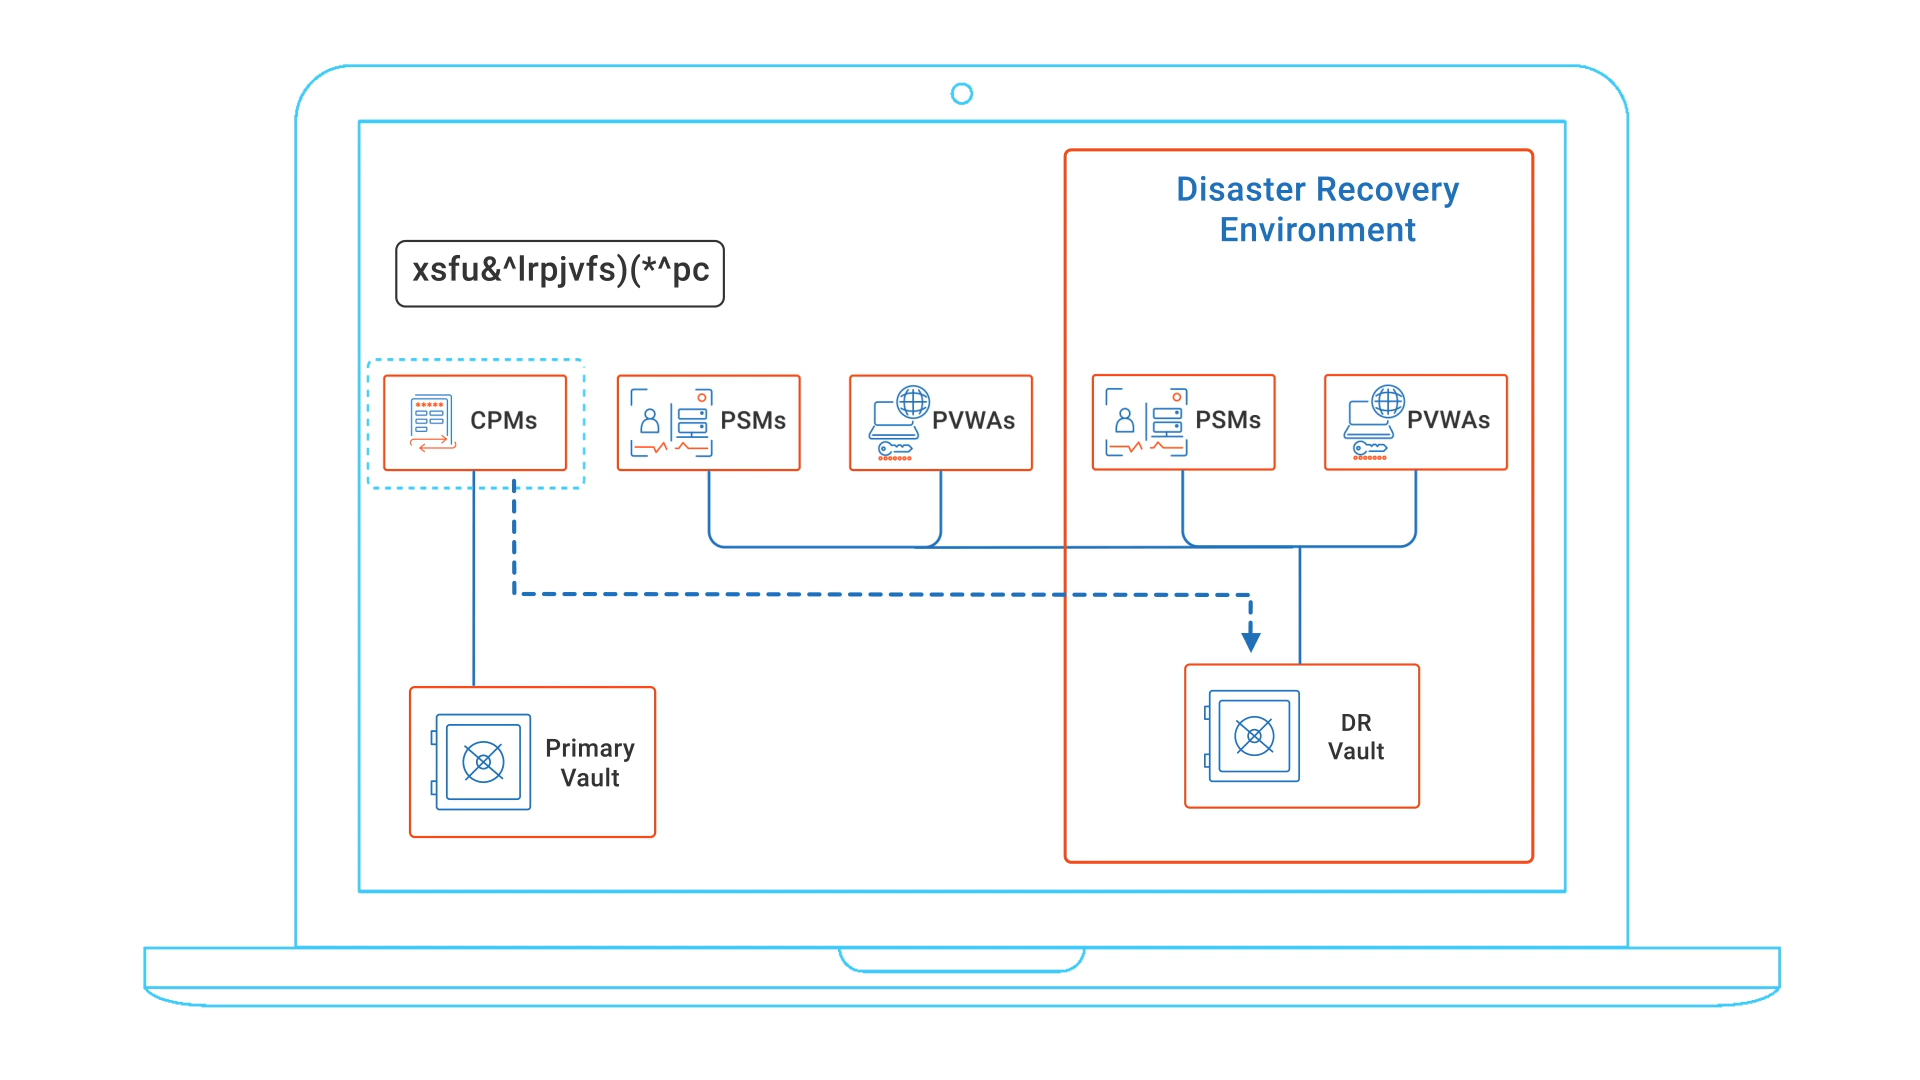 Disaster Recovery
Environment
xsfu&^lrpjvfs)(*^pc
*****
CPMs
PSMs
PVWAs
PSMs
PVWAs
Primary
Vault
DR
Vault